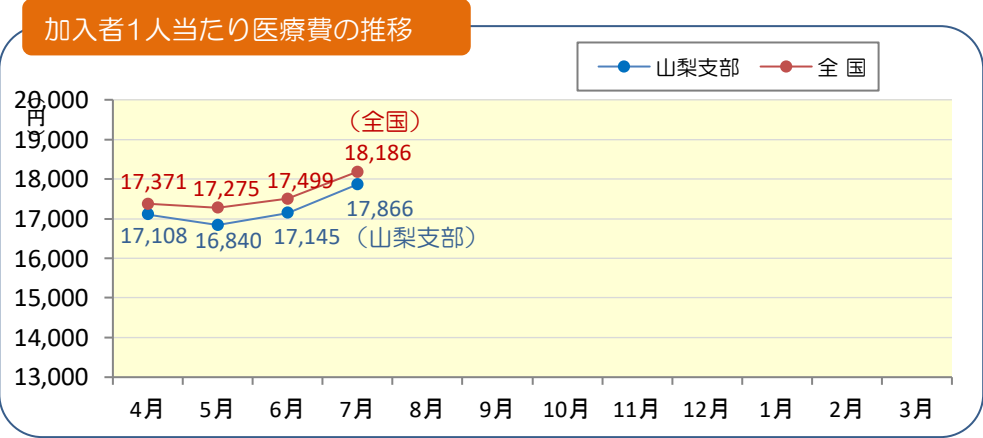 加入者1人当たり医療費の推移
山梨支部 全 国
(円)
20,000
19,000
18,000
17,000
16,000
15,000
14,000
13,000
(全国)
17,371 17,275 17,499 18,186
17,108 16,840 17,145 17,866
(山梨支部)
4月 5月 6月 7月 8月 9月 10月 11月 12月 1月 2月 3月